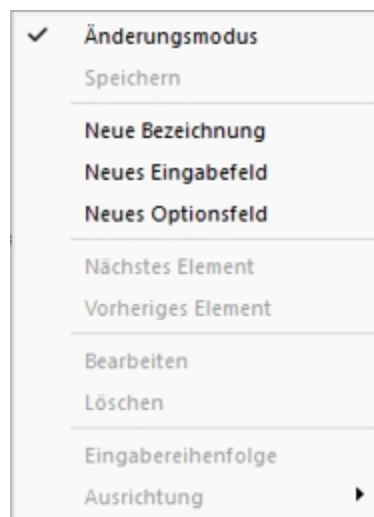 Änderungsmodus
Speichern
Neue Bezeichnung
Neues Eingabefeld
Neues Optionsfeld
Nächstes Element
Vorheriges Element
Bearbeiten
Löschen
Eingabereihenfolge
Ausrichtung